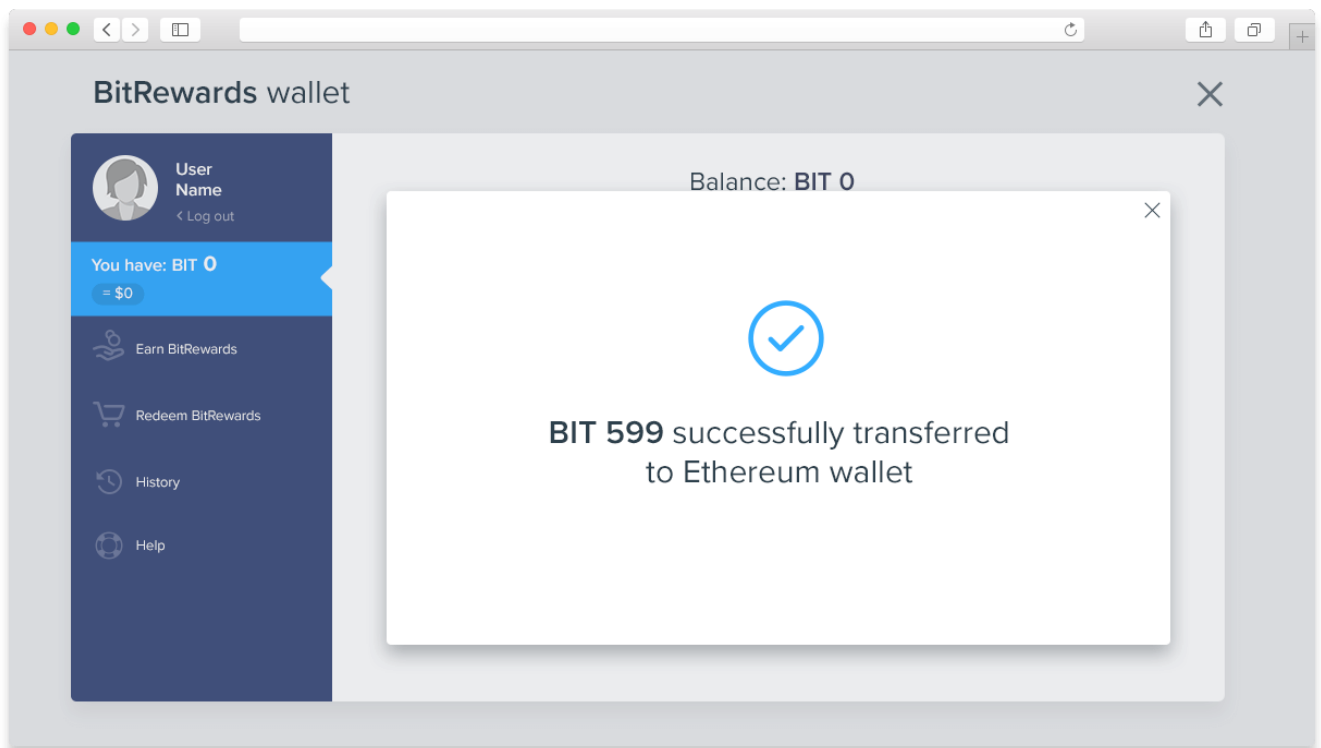 BitRewards wallet
User
Name
< Log out
You have: BIT 0
= $0
Earn BitRewards
Redeem BitRewards
History
Help
Balance: BIT 0
BIT 599 successfully transferred
to Ethereum wallet